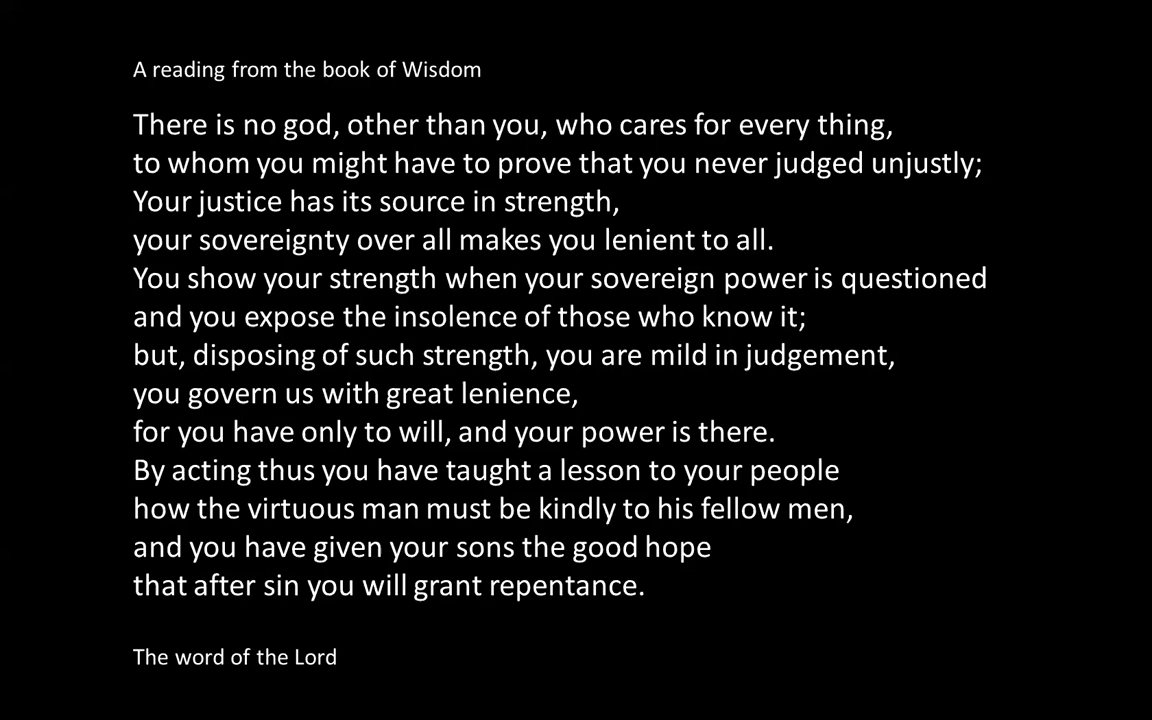 A reading from the book of Wisdom
There is no god, other than you, who cares for every thing,
to whom you might have to prove that you never judged unjustly;
Your justice has its source in strength,
your sovereignty over all makes you lenient to all.
You show your strength when your sovereign power is questioned
and you expose the insolence of those who know it;
but, disposing of such strength, you are mild in judgement,
you govern us with great lenience,
for you have only to will, and your power is there.
By acting thus you have taught a lesson to your people
how the virtuous man must be kindly to his fellow men,
and you have given your sons the good hope
that after sin you will grant repentance.
The word of the Lord